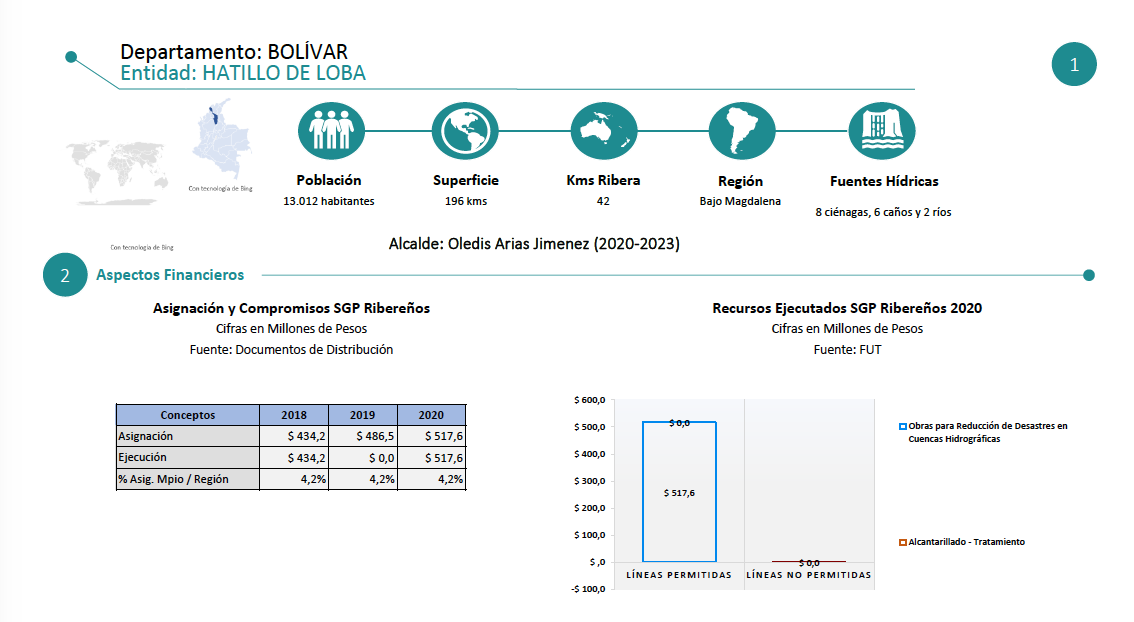 Departamento: BOLÍVAR
Entidad: HATILLO DE LOBA
1
Con tecnología de Bing
Población
Superficie
Kms Ribera
Región
Fuentes Hídricas
13.012 habitantes
196 kms
42
Bajo Magdalena
8 ciénagas, 6 caños y 2 ríos
Con tecnología de Bing
Alcalde: Oledis Arias Jimenez (2020-2023)
2
Aspectos Financieros
Asignación y Compromisos SGP Ribereños
Cifras en Millones de Pesos
Fuente: Documentos de Distribución
Conceptos 2018 2019 2020
Asignación $ 434,2 $ 486,5 $ 517,6
Ejecución $ 434,2 $ 0,0 $ 517,6
% Asig. Mpio / Región 4,2% 4,2% 4,2%
Recursos Ejecutados SGP Ribereños 2020
Cifras en Millones de Pesos
Fuente: FUT
$ 600,0
$ 500,0
$ 400,0
$ 300,0
$ 200,0
$ 100,0
$ ,0
-$ 100,0
$ 0,0
$ 517,6
$ 0,0
LÍNEAS PERMITIDAS
LÍNEAS NO PERMITIDAS
Obras para Reducción de Desastres en
Cuencas Hidrográficas
Alcantarillado - Tratamiento